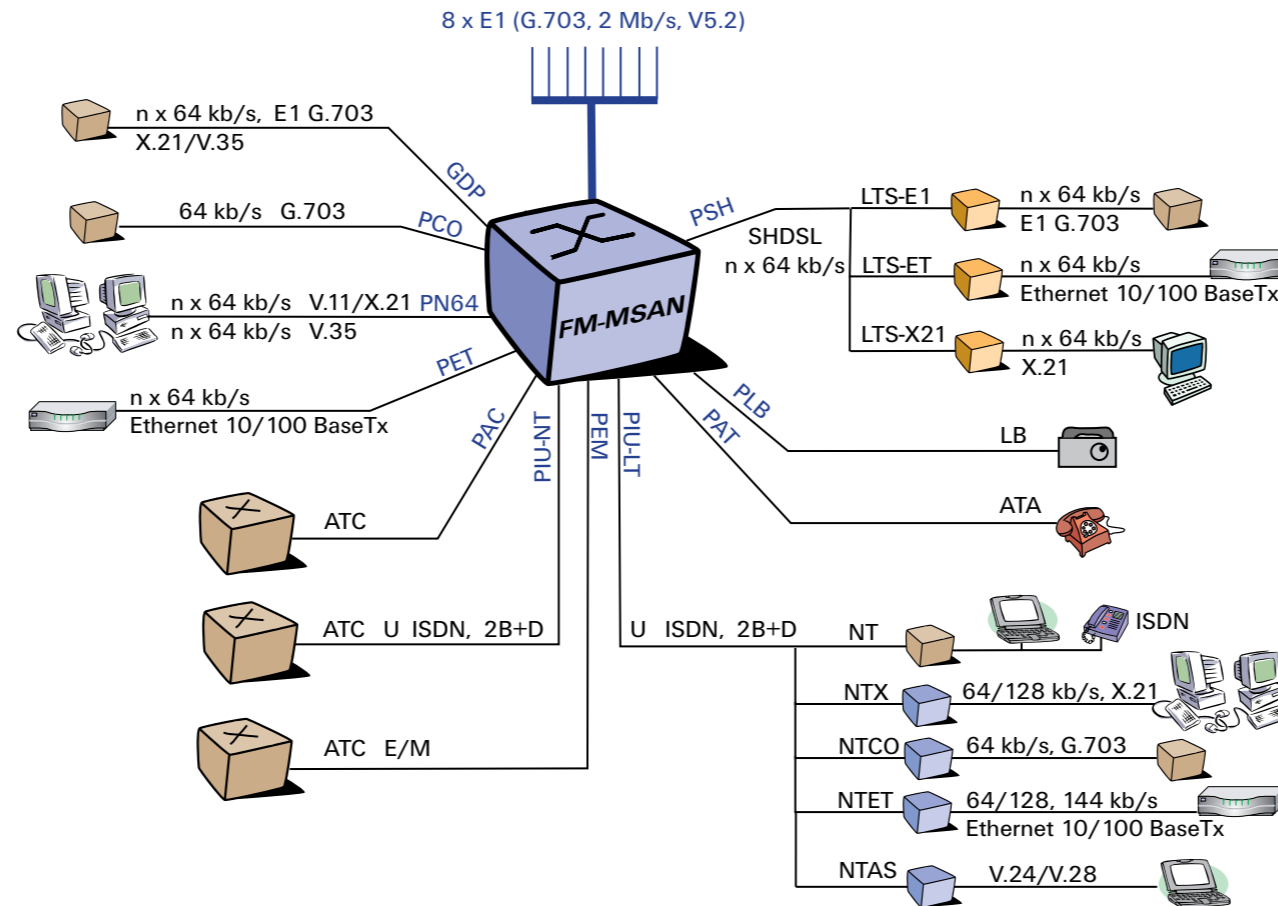 8 x E1 (G.703, 2 Mb/s, V5.2)
n x 64 kb/s, E1 G.703
X.21/V.35
GDP
64 kb/s G.703
PCO
n x 64 kb/s V.11/X.21
n x 64 kb/s V.35
PN64
PET
n x 64 kb/s
Ethernet 10/100 BaseTx
FM-MSAN
PSH
SHDSL
n x 64 kb/s
LTS-E1
n x 64 kb/s
E1 G.703
LTS-ET
n x 64 kb/s
Ethernet 10/100 BaseTx
LTS-X21
n x 64 kb/s
X.21
PAC
PIU-NT
PEM
PIU-LT
PAT
PLB
LB
ATA
ATC
ATC U ISDN, 2B+D
ATC E/M
U ISDN, 2B+D
NT
ISDN
NTX
64/128 kb/s, X.21
NTCO
64 kb/s, G.703
NTET
64/128, 144 kb/s
Ethernet 10/100 BaseTx
NTAS
V.24/V.28